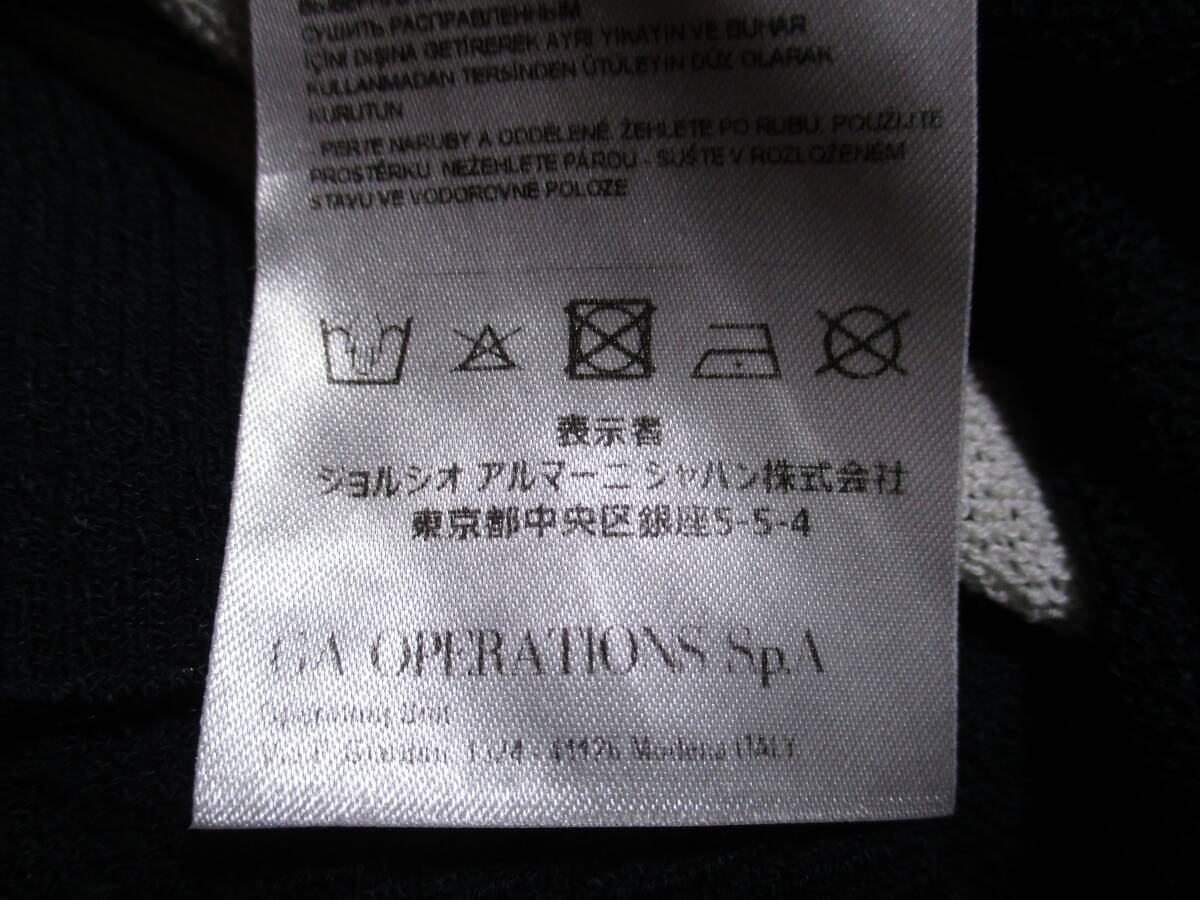 СУШИТЬ РАСПРАВЛЕННЫМ
İÇİNİ DIŞINA GETİREREK AYRI YIKAYIN VE BUHAR
KULLANMADAN TERSİNDEN ÜTÜLEYİN DÜZ OLARAK
KURUTUN
PERTE NARUBY A ODDĚLENĚ. ŽEHLETE PO RUBU. POUŽIJTE
PROSTĚRKU. NEŽEHLETE PÁROU - SUŠTE V ROZLOŽENÉM
STAVU VE VODOROVNÉ POLOZE
表示者
ジョルジオ アルマーニ ジャパン株式会社
東京都中央区銀座5-5-4
GA OPERATIONS SpA
Operating Unit
1324 - 41126 Modena ITALY